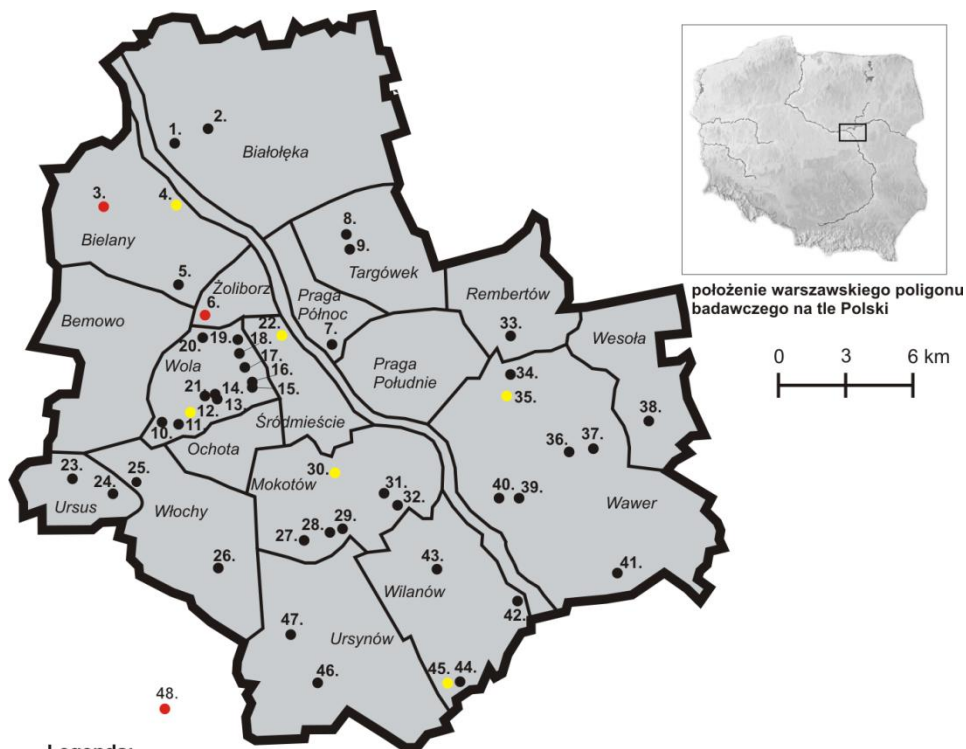 1.
2.
Białołęka
3.
4.
Bielany
8.
9.
Targówek
5.
Żoliborz
Praga
Północ
6.
22.
7.
Bemowo
Rembertów
33.
Wesoła
20.
19.
18.
17.
16.
15.
Wola
21.
14.
13.
12.
11.
10.
Praga
Południe
34.
35.
38.
Śródmieście
Ochota
36.
37.
23.
24.
25.
Ursus
Włochy
30.
Mokotów
31.
32.
40.
39.
Wawer
27.
28.
29.
26.
43.
41.
Wilanów
42.
47.
Ursynów
46.
45.
44.
48.
położenie warszawskiego poligonu
badawczego na tle Polski
0 3 6 km
Legenda: